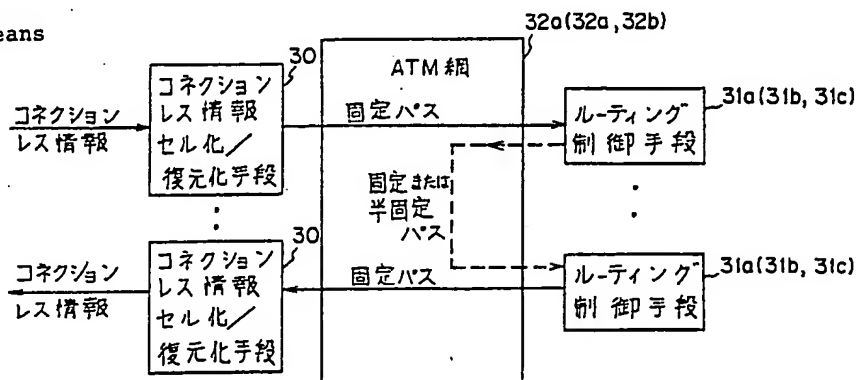 eans
32a(32a, 32b)
30
ATM網
コネクション
レス情報
コネクション
レス情報
セル化/
復元化手段
固定パス
ルーティング
制御手段
31a(31b, 31c)
固定または
半固定
パス
30
コネクション
レス情報
コネクション
レス情報
セル化/
復元化手段
固定パス
ルーティング
制御手段
31a(31b, 31c)